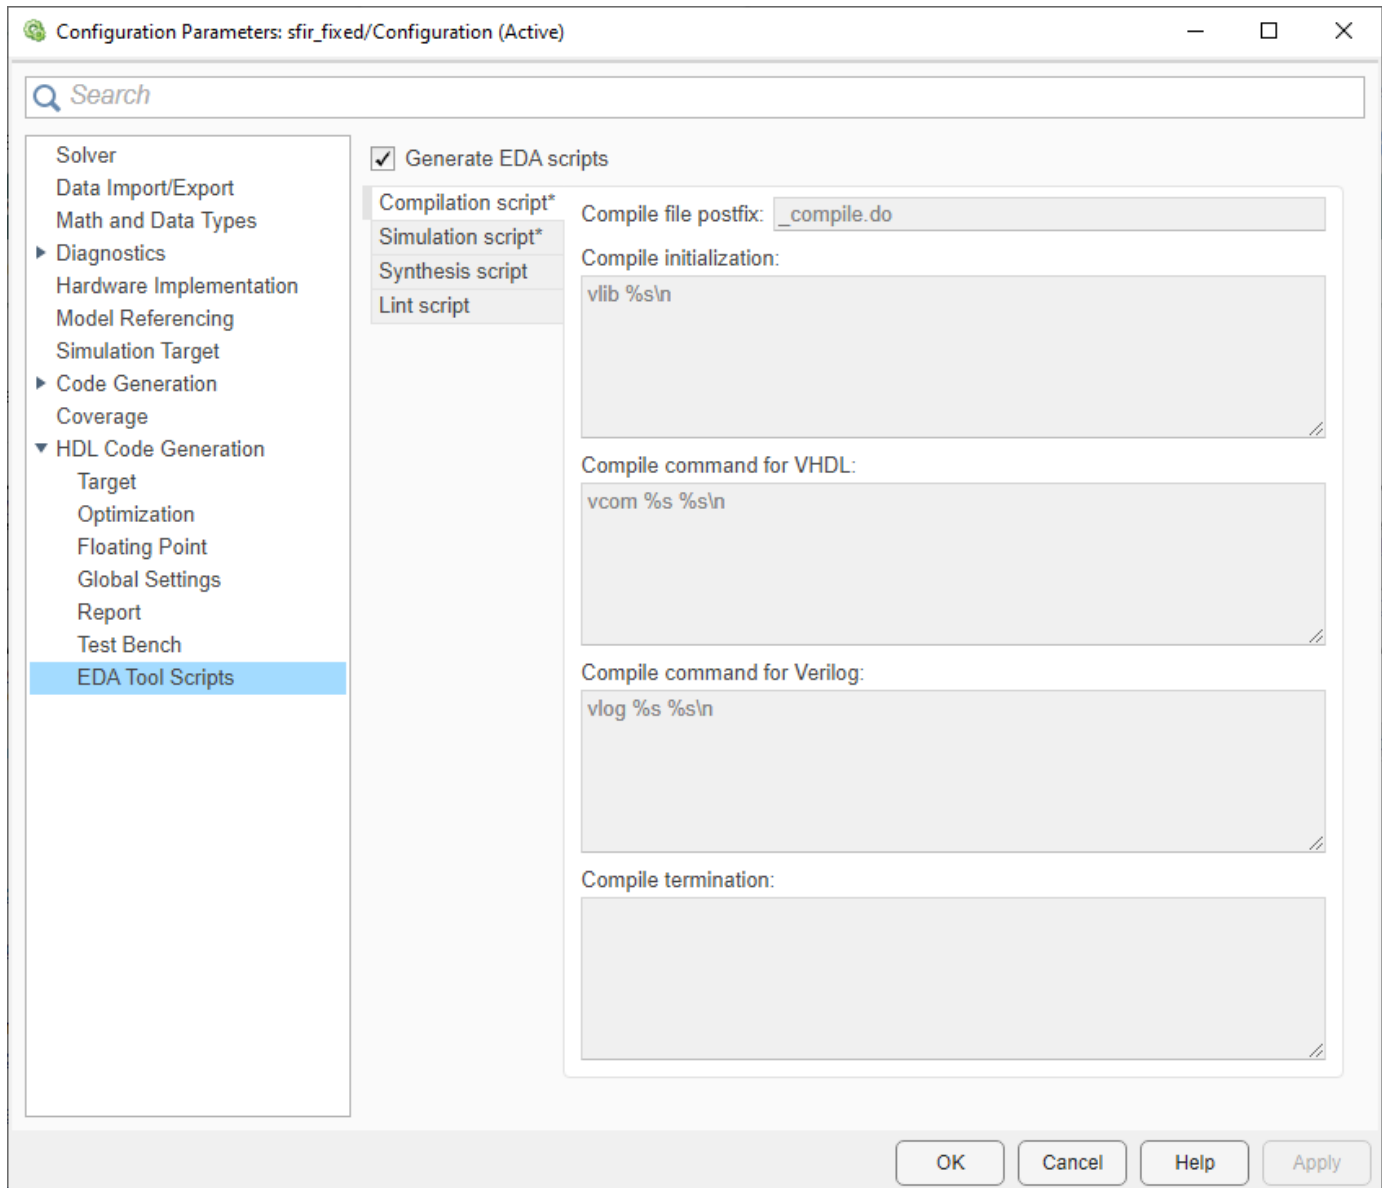 Configuration Parameters: sfir_fixed/Configuration (Active)
Search
Solver
Data Import/Export
Math and Data Types
Diagnostics
Hardware Implementation
Model Referencing
Simulation Target
Code Generation
Coverage
HDL Code Generation
Target
Optimization
Floating Point
Global Settings
Report
Test Bench
EDA Tool Scripts
Generate EDA scripts
Compilation script*
Simulation script*
Synthesis script
Lint script
Compile file postfix: _compile.do
Compile initialization:
vlib %s\n
Compile command for VHDL:
vcom %s %s\n
Compile command for Verilog:
vlog %s %s\n
Compile termination:
OK Cancel Help Apply